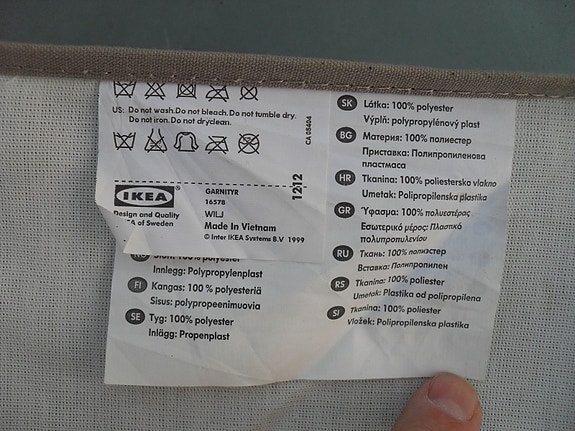 US: Do not wash.Do not bleach.Do not tumble dry.
Do not iron.Do not dryclean.
CA 05604
IKEA
Design and Quality
of Sweden
GARNITYR
16578
WILJ
Made In Vietnam
© Inter IKEA Systems B.V 1999
1212
100% polyester
Innlegg: Polypropylenplast
FI Kangas: 100% polyesteriä
Sisus: polypropeenimuovia
SE Tyg: 100% polyester
Inlägg: Propenplast
SK Látka: 100% polyester
Výplň: polypropylénový plast
BG Материя: 100% полиестер
Приставка: Полипропиленова
пластмаса
HR Tkanina: 100% poliestersko vlakno
Umetak: Polipropilenska plastika
GR Ύφασμα: 100% πολυεστέρας
Εσωτερικό μέρος: Πλαστικό
πολυπροπυλενίου
RU Ткань: 100% полиэстер
Вставка: Полипропилен
RS Tkanina: 100% poliester
Umetak: Plastika od polipropilena
SI Tkanina: 100% poliester
Vložek: Polipropilenska plastika